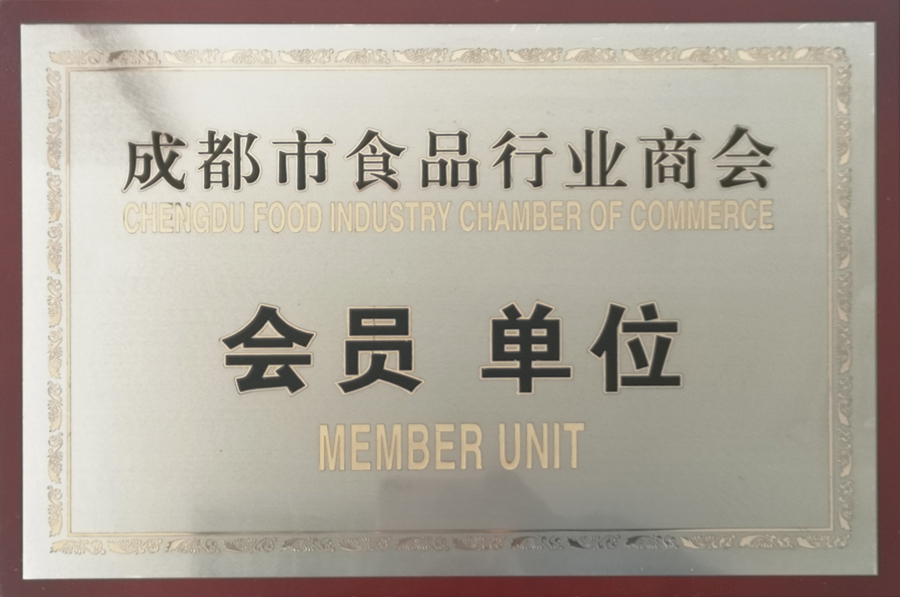 成都市食品行业商会
CHENGDU FOOD INDUSTRY CHAMBER OF COMMERCE
会员 单位
MEMBER UNIT